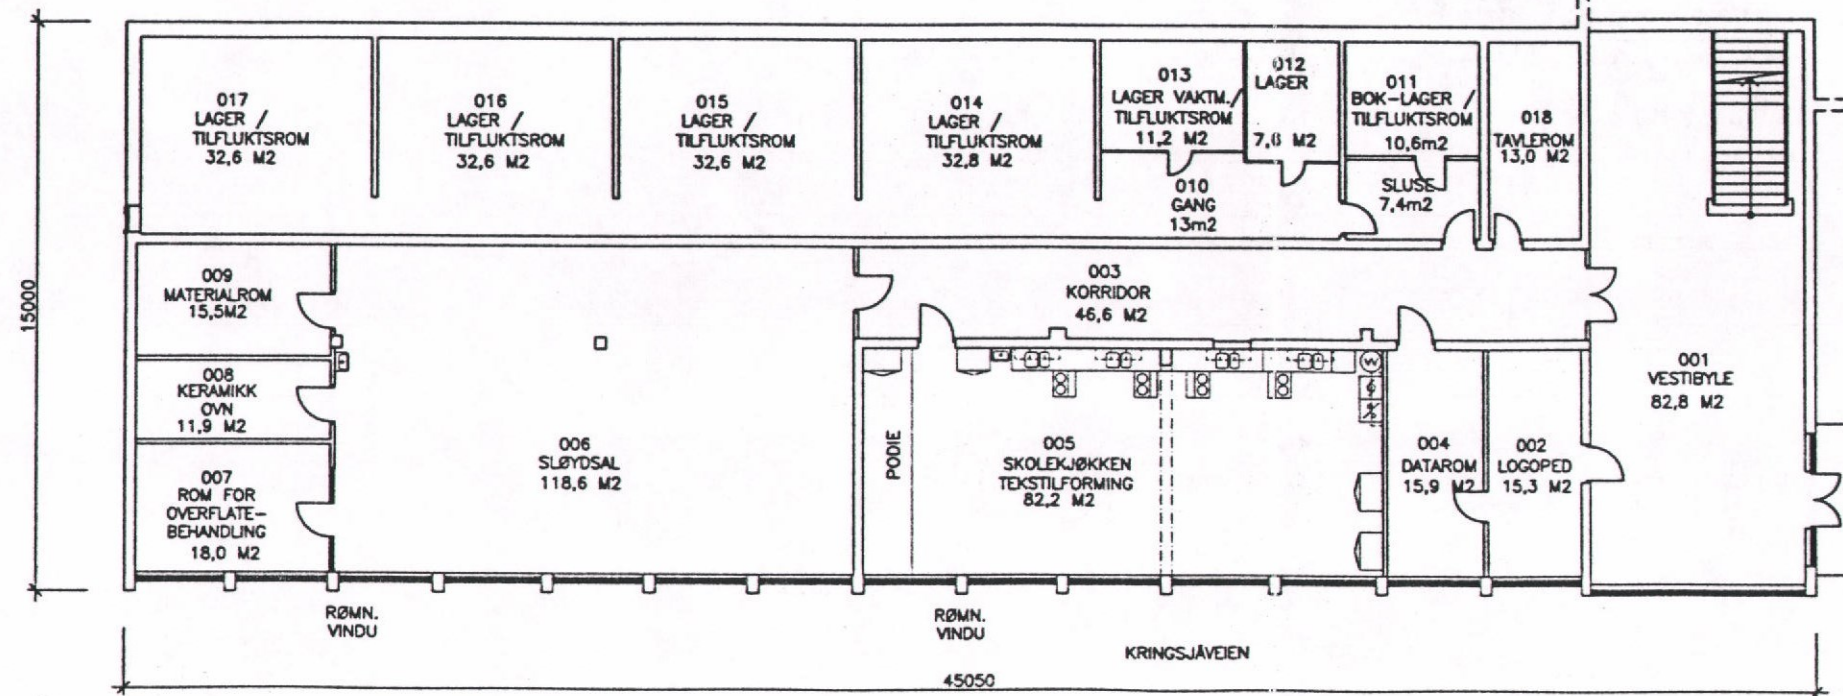 017
LAGER /
TILFLUKTSROM
32,6 M2
016
LAGER /
TILFLUKTSROM
32,6 M2
015
LAGER /
TILFLUKTSROM
32,6 M2
014
LAGER /
TILFLUKTSROM
32,8 M2
013
LAGER VAKTM./
TILFLUKTSROM
11,2 M2
012
LAGER
7,6 M2
011
BOK-LAGER /
TILFLUKTSROM
10,6m2
018
TAVLEROM
13,0 M2
010
GANG
13m2
SLUSE
7,4m2
15000
009
MATERIALROM
15,5M2
003
KORRIDOR
46,6 M2
008
KERAMIKK
OVN
11,9 M2
001
VESTIBYLE
82,8 M2
007
ROM FOR
OVERFLATE-
BEHANDLING
18,0 M2
006
SLØYDSAL
118,6 M2
PODIE
005
SKOLEKJØKKEN
TEKSTILFORMING
82,2 M2
004
DATAROM
15,9 M2
002
LOGOPED
15,3 M2
RØMN.
VINDU
RØMN.
VINDU
KRINGSJÅVEIEN
45050